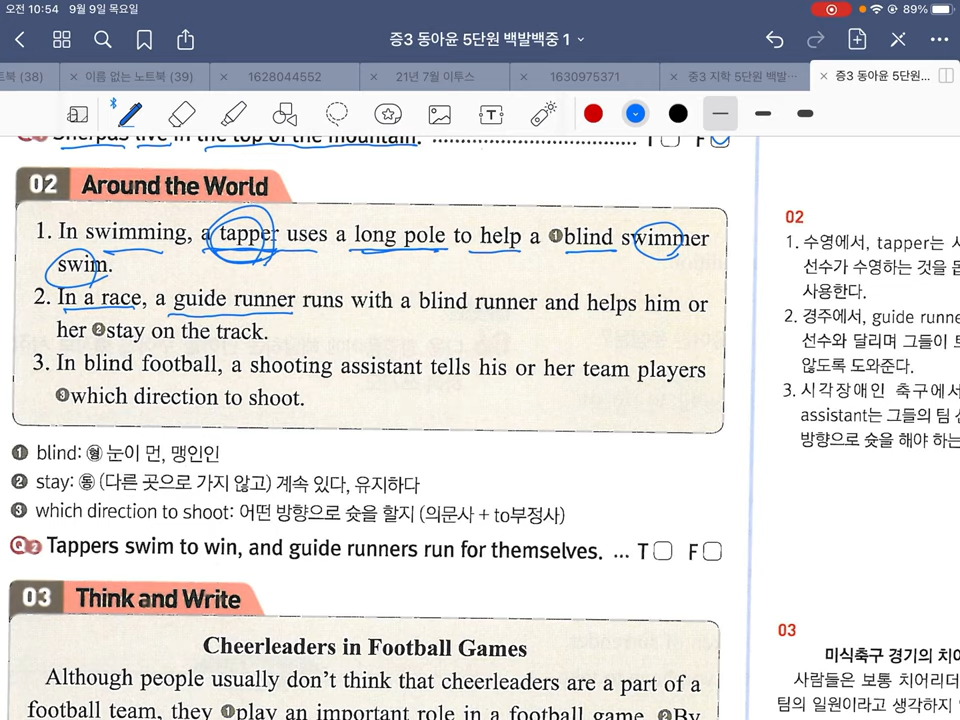 오전 10:54 9월 9일 목요일
89%
증3 동아윤 5단원 백발백중 1
트북 (38)
이름 없는 노트북 (39)
1628044552
21년 7월 이투스
1630975371
중3 지학 5단원 백발…
증3 동아윤 5단원…
Sherpas live in the top of the mountain. T F
02 Around the World
1. In swimming, a tapper uses a long pole to help a ❶blind swimmer
swim.
2. In a race, a guide runner runs with a blind runner and helps him or
her ❷stay on the track.
3. In blind football, a shooting assistant tells his or her team players
❸which direction to shoot.
❶ blind: 형 눈이 먼, 맹인인
❷ stay: 동 (다른 곳으로 가지 않고) 계속 있다, 유지하다
❸ which direction to shoot: 어떤 방향으로 슛을 할지 (의문사 + to부정사)
Q2 Tappers swim to win, and guide runners run for themselves. ... T F
03 Think and Write
Cheerleaders in Football Games
Although people usually don't think that cheerleaders are a part of a
football team, they ❶play an important role in a football game. ❷By
02
1. 수영에서, tapper는 시
선수가 수영하는 것을 돕
사용한다.
2. 경주에서, guide runne
선수와 달리며 그들이 트
않도록 도와준다.
3. 시각장애인 축구에서
assistant는 그들의 팀 선
방향으로 슛을 해야 하는
03
미식축구 경기의 치어
사람들은 보통 치어리더
팀의 일원이라고 생각하지